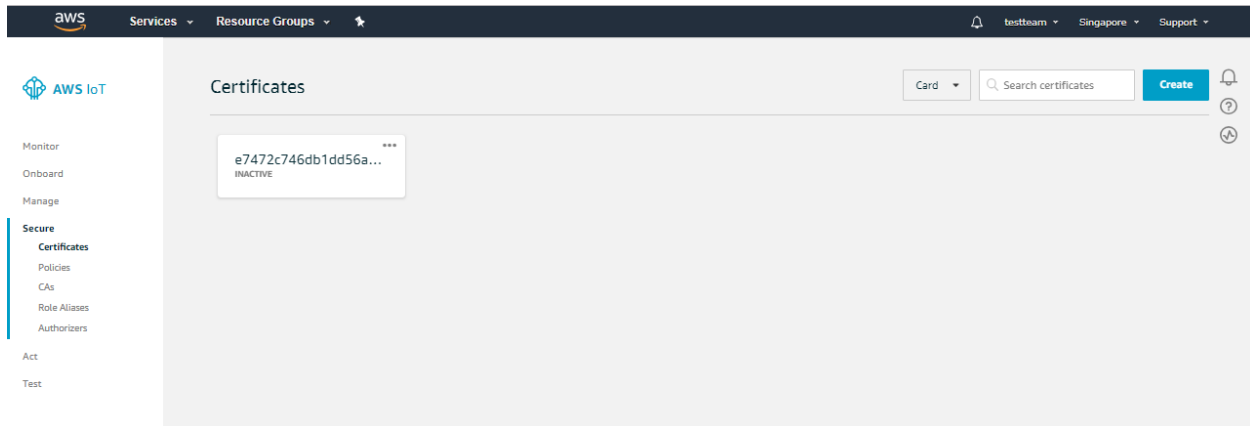 aws Services Resource Groups testteam Singapore Support
AWS IoT
Certificates Card Search certificates Create
Monitor
Onboard
Manage
Secure
Certificates
Policies
CAs
Role Aliases
Authorizers
Act
Test
e7472c746db1dd56a...
INACTIVE